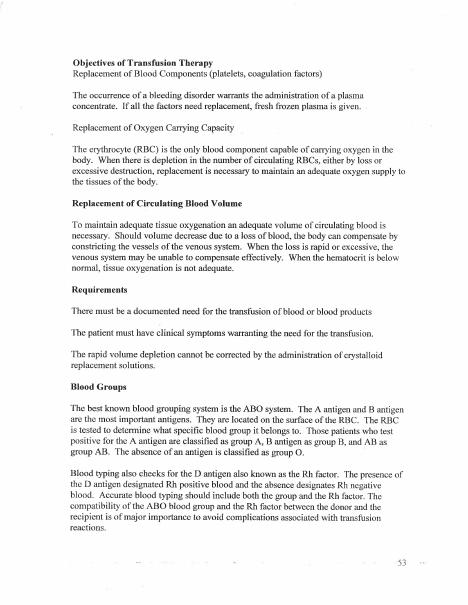 Objectives of Transfusion Therapy
Replacement of Blood Components (platelets, coagulation factors)
The occurrence of a bleeding disorder warrants the administration of a plasma
concentrate. If all the factors need replacement, fresh frozen plasma is given.
Replacement of Oxygen Carrying Capacity
The erythrocyte (RBC) is the only blood component capable of carrying oxygen in the
body. When there is depletion in the number of circulating RBCs, either by loss or
excessive destruction, replacement is necessary to maintain an adequate oxygen supply to
the tissues of the body.
Replacement of Circulating Blood Volume
To maintain adequate tissue oxygenation an adequate volume of circulating blood is
necessary. Should volume decrease due to a loss of blood, the body can compensate by
constricting the vessels of the venous system. When the loss is rapid or excessive, the
venous system may be unable to compensate effectively. When the hematocrit is below
normal, tissue oxygenation is not adequate.
Requirements
There must be a documented need for the transfusion of blood or blood products
The patient must have clinical symptoms warranting the need for the transfusion.
The rapid volume depletion cannot be corrected by the administration of crystalloid
replacement solutions.
Blood Groups
The best known blood grouping system is the ABO system. The A antigen and B antigen
are the most important antigens. They are located on the surface of the RBC. The RBC
is tested to determine what specific blood group it belongs to. Those patients who test
positive for the A antigen are classified as group A, B antigen as group B, and AB as
group AB. The absence of an antigen is classified as group O.
Blood typing also checks for the D antigen also known as the Rh factor. The presence of
the D antigen designated Rh positive blood and the absence designates Rh negative
blood. Accurate blood typing should include both the group and the Rh factor. The
compatibility of the ABO blood group and the Rh factor between the donor and the
recipient is of major importance to avoid complications associated with transfusion
reactions.
53